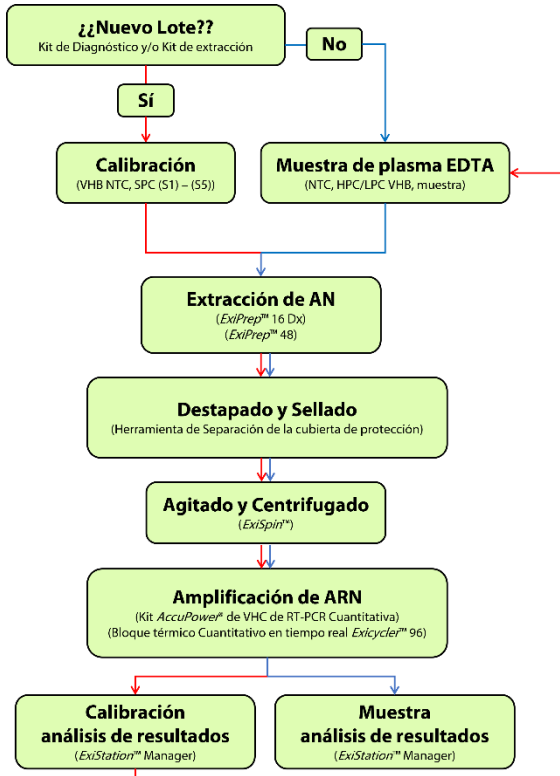 ¿¿Nuevo Lote??
Kit de Diagnóstico y/o Kit de extracción
No
Sí
Calibración
(VHB NTC, SPC (S1) – (S5))
Muestra de plasma EDTA
(NTC, HPC/LPC VHB, muestra)
Extracción de AN
(ExiPrep™ 16 Dx)
(ExiPrep™ 48)
Destapado y Sellado
(Herramienta de Separación de la cubierta de protección)
Agitado y Centrifugado
(ExiSpin™)
Amplificación de ARN
(Kit AccuPower® de VHC de RT-PCR Cuantitativa)
(Bloque térmico Cuantitativo en tiempo real Exicycler™ 96)
Calibración
análisis de resultados
(ExiStation™ Manager)
Muestra
análisis de resultados
(ExiStation™ Manager)